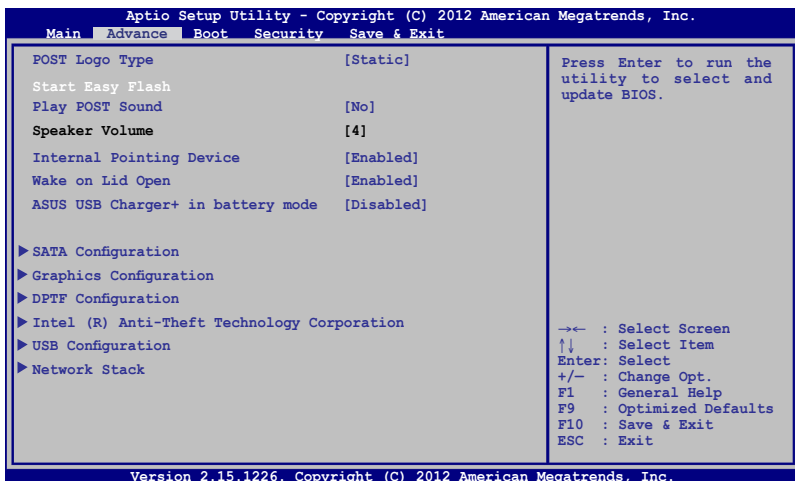 Aptio Setup Utility - Copyright (C) 2012 American Megatrends, Inc.
Main Advance Boot Security Save & Exit
POST Logo Type [Static]
Start Easy Flash
Play POST Sound [No]
Speaker Volume [4]
Internal Pointing Device [Enabled]
Wake on Lid Open [Enabled]
ASUS USB Charger+ in battery mode [Disabled]
SATA Configuration
Graphics Configuration
DPTF Configuration
Intel (R) Anti-Theft Technology Corporation
USB Configuration
Network Stack
Press Enter to run the
utility to select and
update BIOS.
→← : Select Screen
↑↓ : Select Item
Enter: Select
+/— : Change Opt.
F1 : General Help
F9 : Optimized Defaults
F10 : Save & Exit
ESC : Exit
Version 2.15.1226. Copyright (C) 2012 American Megatrends, Inc.